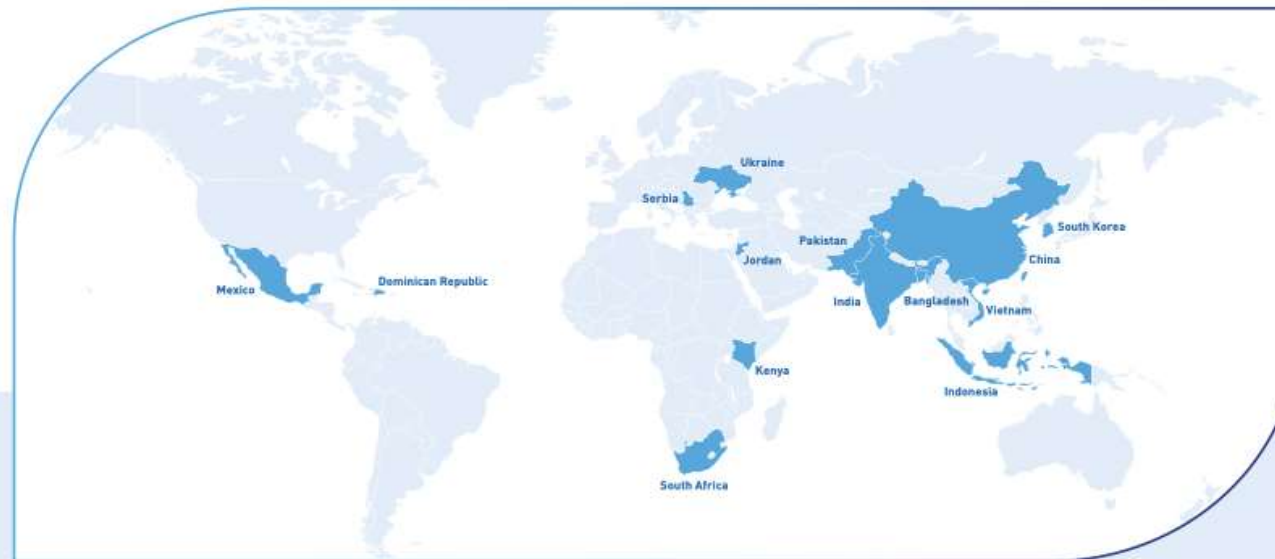 Ukraine
Serbia
South Korea
Pakistan
Jordan
China
Dominican Republic
Mexico
India
Bangladesh
Vietnam
Kenya
Indonesia
South Africa